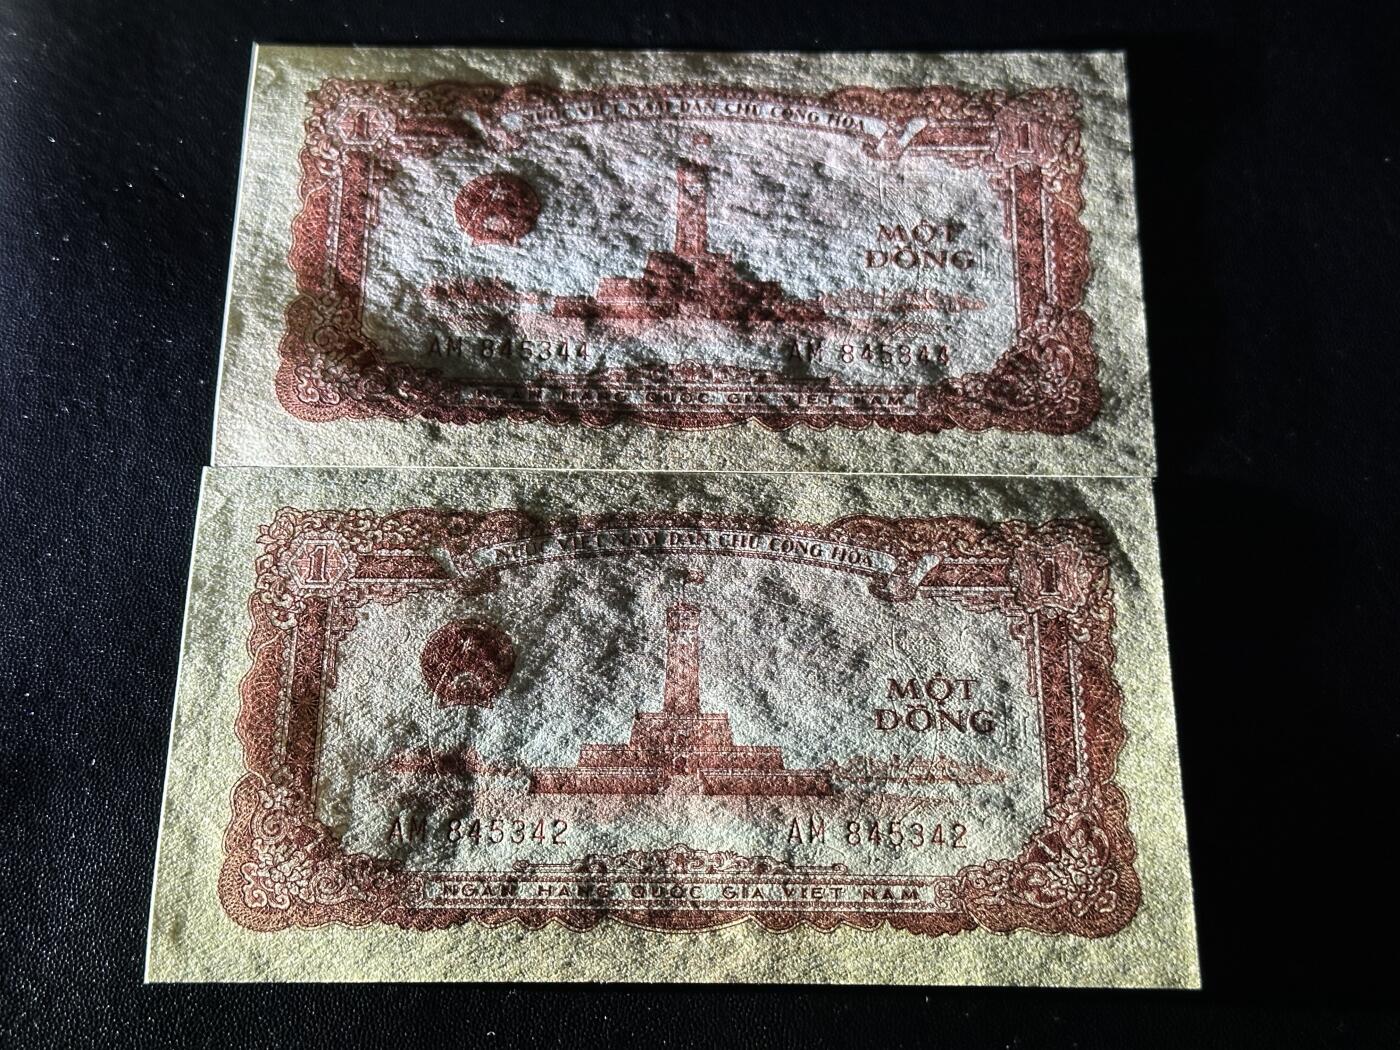 NƯỚC VIỆT NAM DÂN CHỦ CỘNG HÒA
1 1
MỘT
ĐỒNG
AM 845344 AM 845344
NGÂN HÀNG QUỐC GIA VIỆT NAM
NƯỚC VIỆT NAM DÂN CHỦ CỘNG HÒA
1 1
MỘT
ĐỒNG
AM 845342 AM 845342
NGÂN HÀNG QUỐC GIA VIỆT NAM